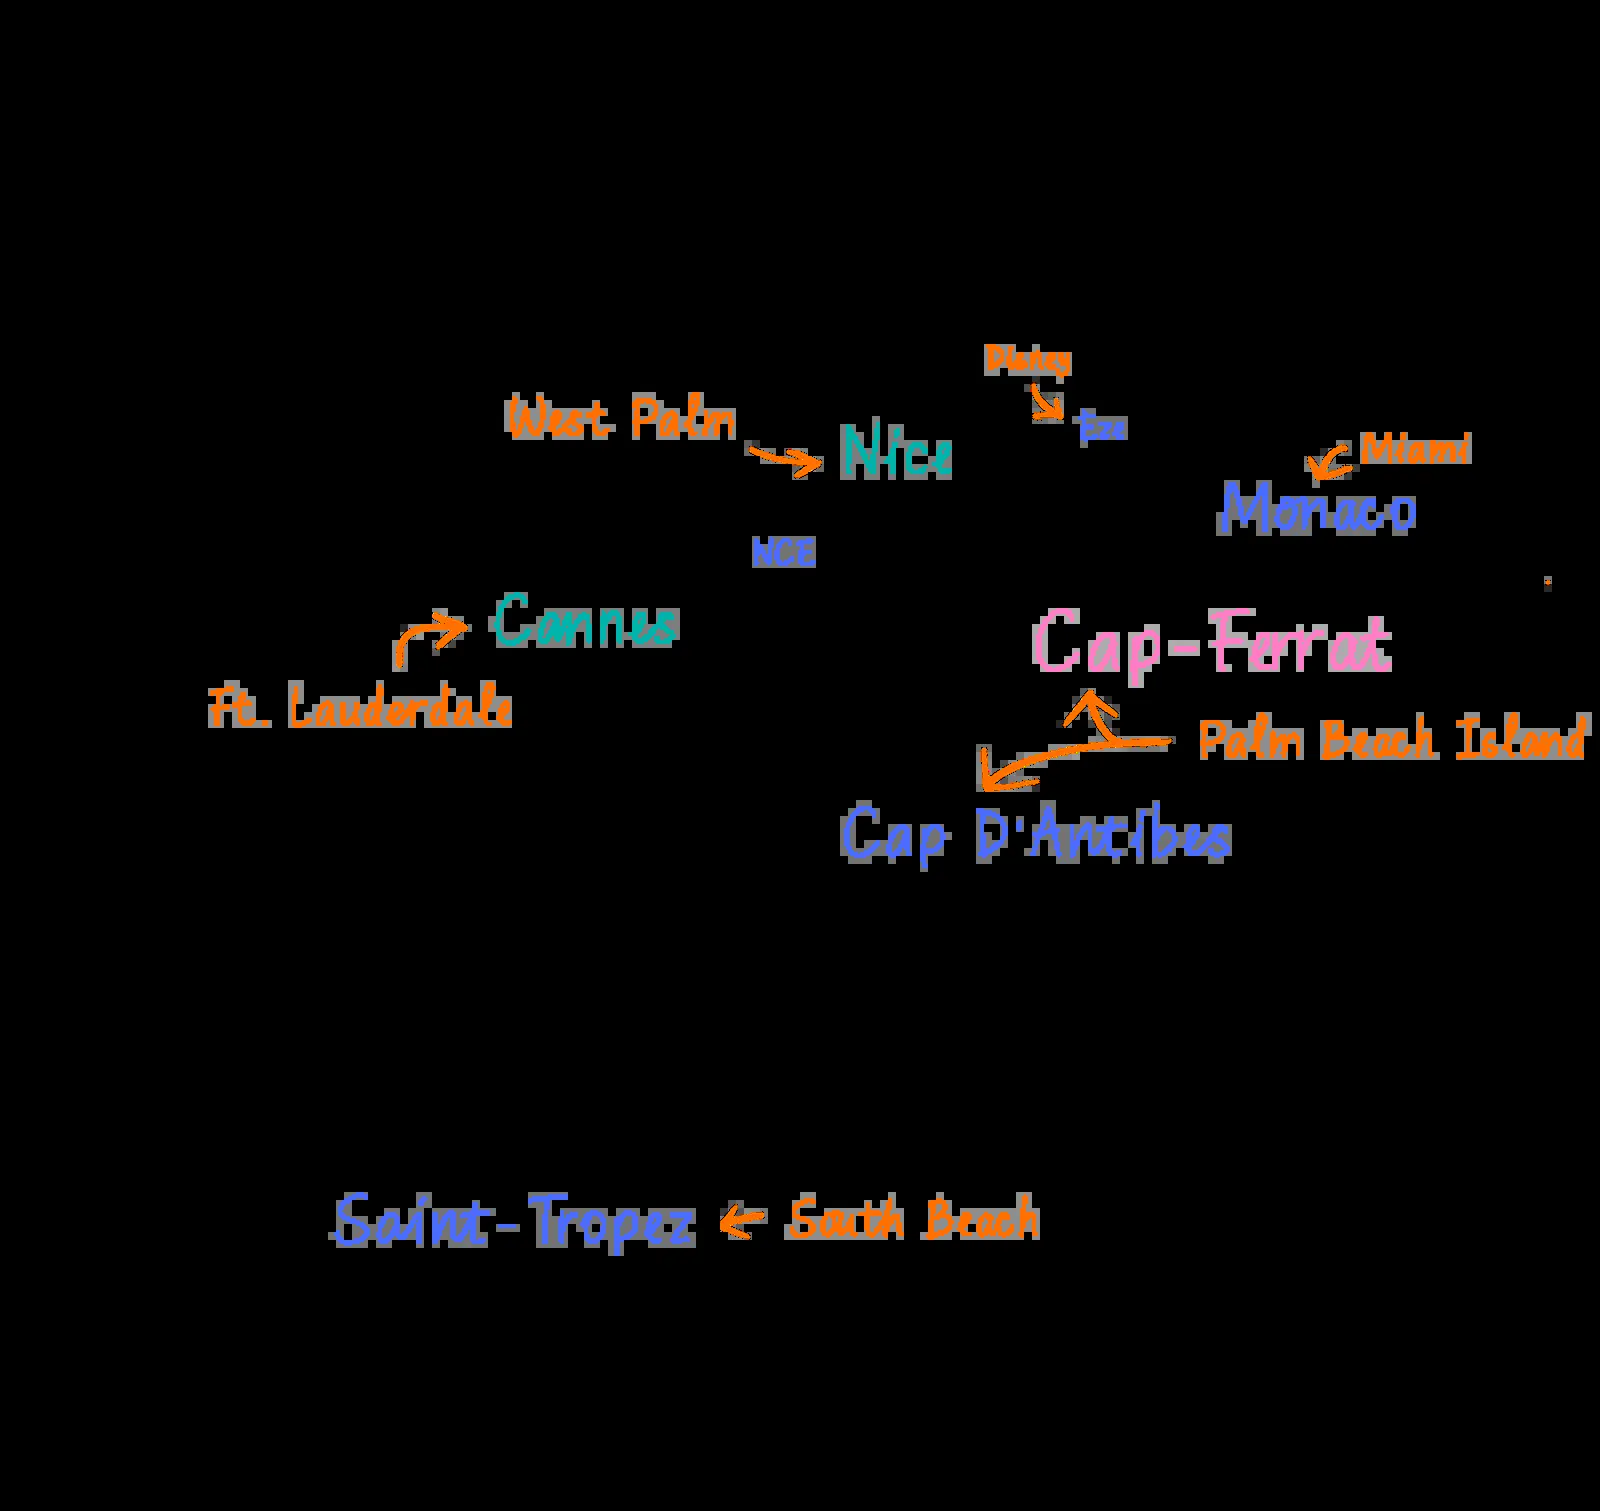 Disney
West Palm
Eze
Nice
Miami
Monaco
NCE
Cannes
Cap-Ferrat
Ft. Lauderdale
Palm Beach Island
Cap D'Antibes
Saint-Tropez
South Beach